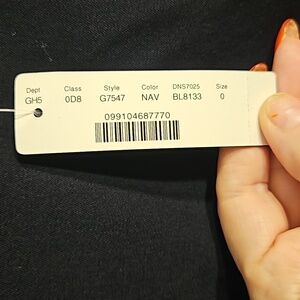 Dept Class Style Color DNS7025 Size
GH5 0D8 G7547 NAV BL8133 0
099104687770